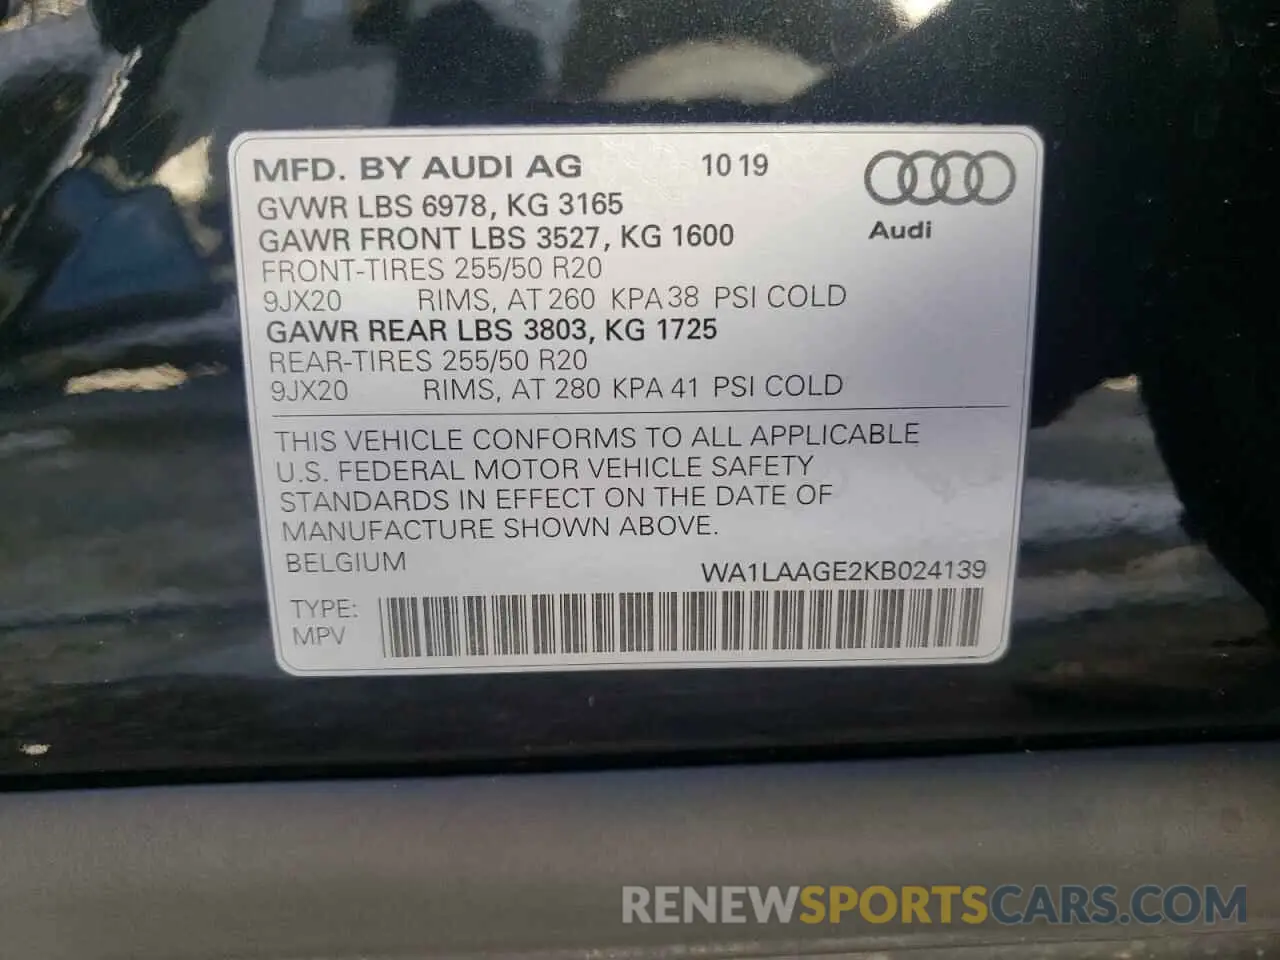 MFD. BY AUDI AG 10 19
GVWR LBS 6978, KG 3165
GAWR FRONT LBS 3527, KG 1600
Audi
FRONT-TIRES 255/50 R20
9JX20 RIMS, AT 260 KPA 38 PSI COLD
GAWR REAR LBS 3803, KG 1725
REAR-TIRES 255/50 R20
9JX20 RIMS, AT 280 KPA 41 PSI COLD
THIS VEHICLE CONFORMS TO ALL APPLICABLE
U.S. FEDERAL MOTOR VEHICLE SAFETY
STANDARDS IN EFFECT ON THE DATE OF
MANUFACTURE SHOWN ABOVE.
BELGIUM WA1LAAGE2KB024139
TYPE:
MPV
RENEWSPORTSCARS.COM